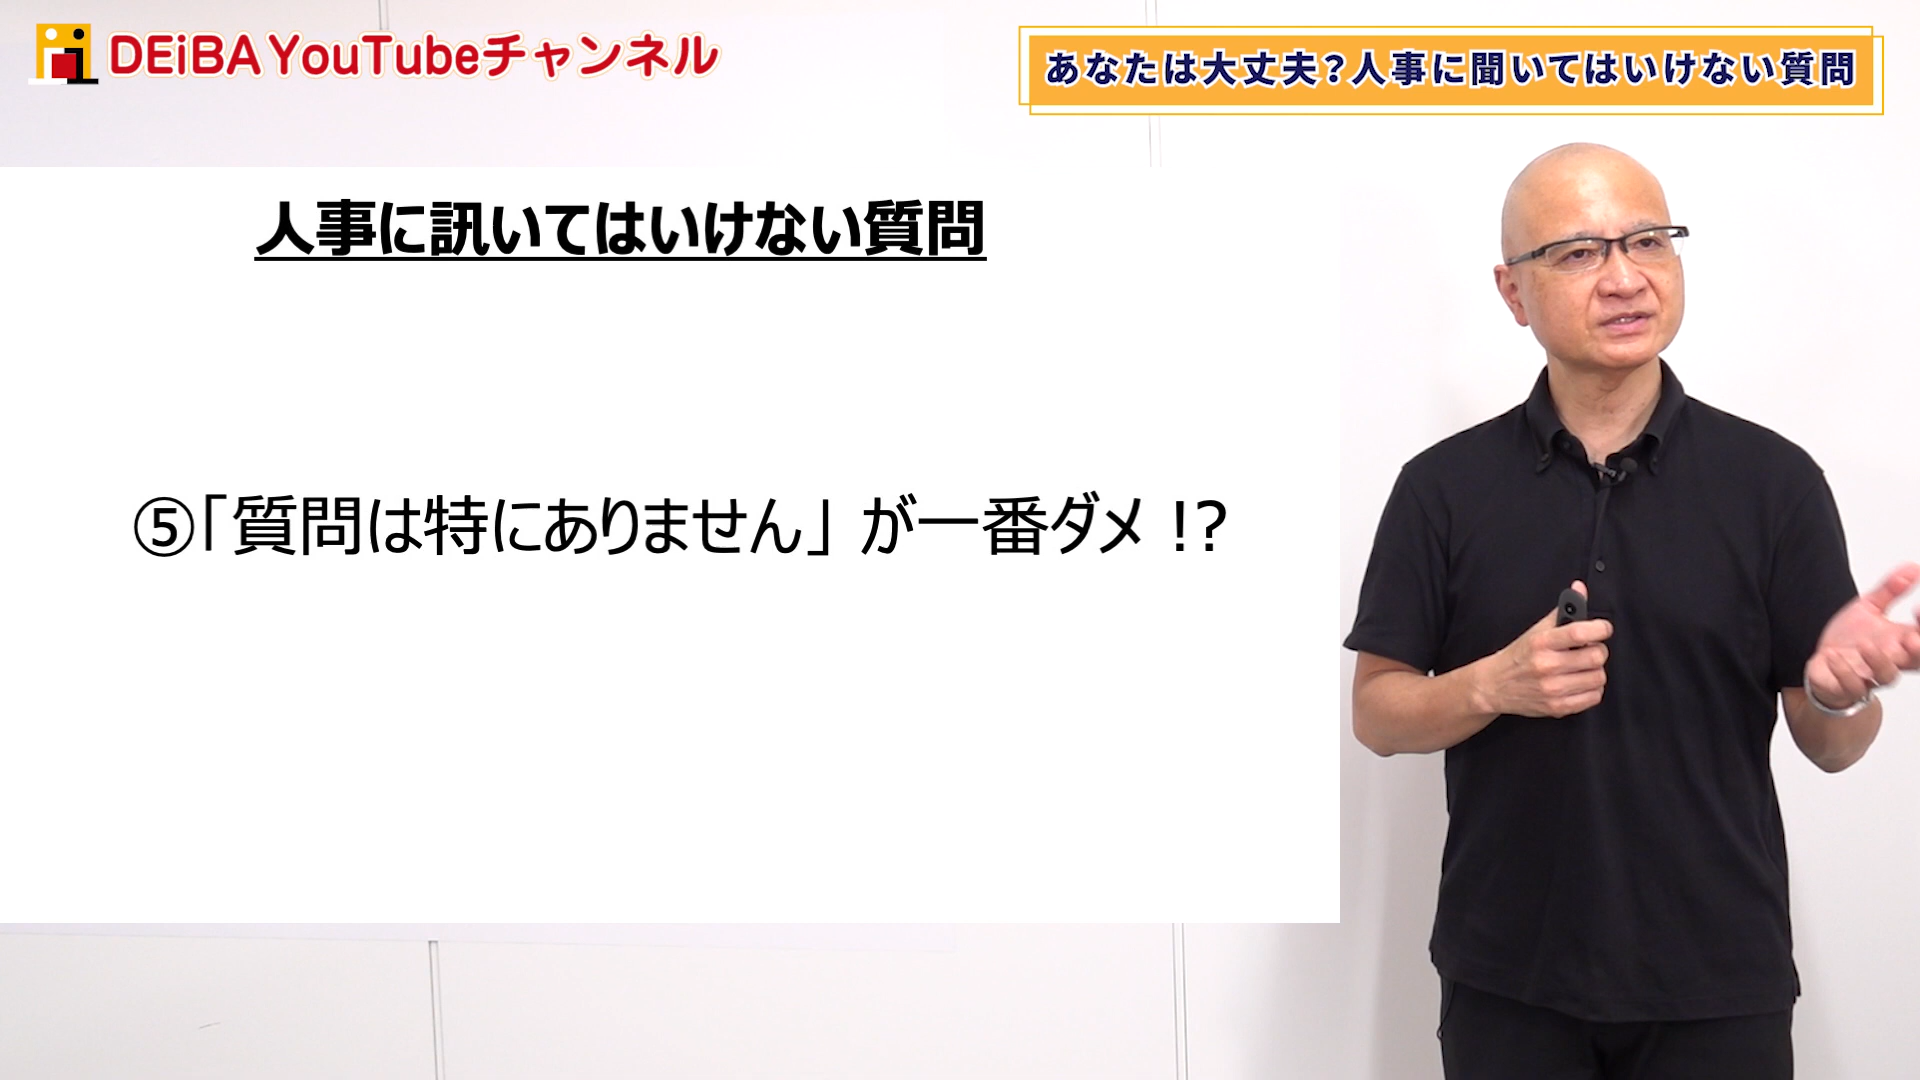 DEiBA YouTubeチャンネル
あなたは大丈夫？人事に聞いてはいけない質問
人事に訊いてはいけない質問
⑤「質問は特にありません」が一番ダメ！？